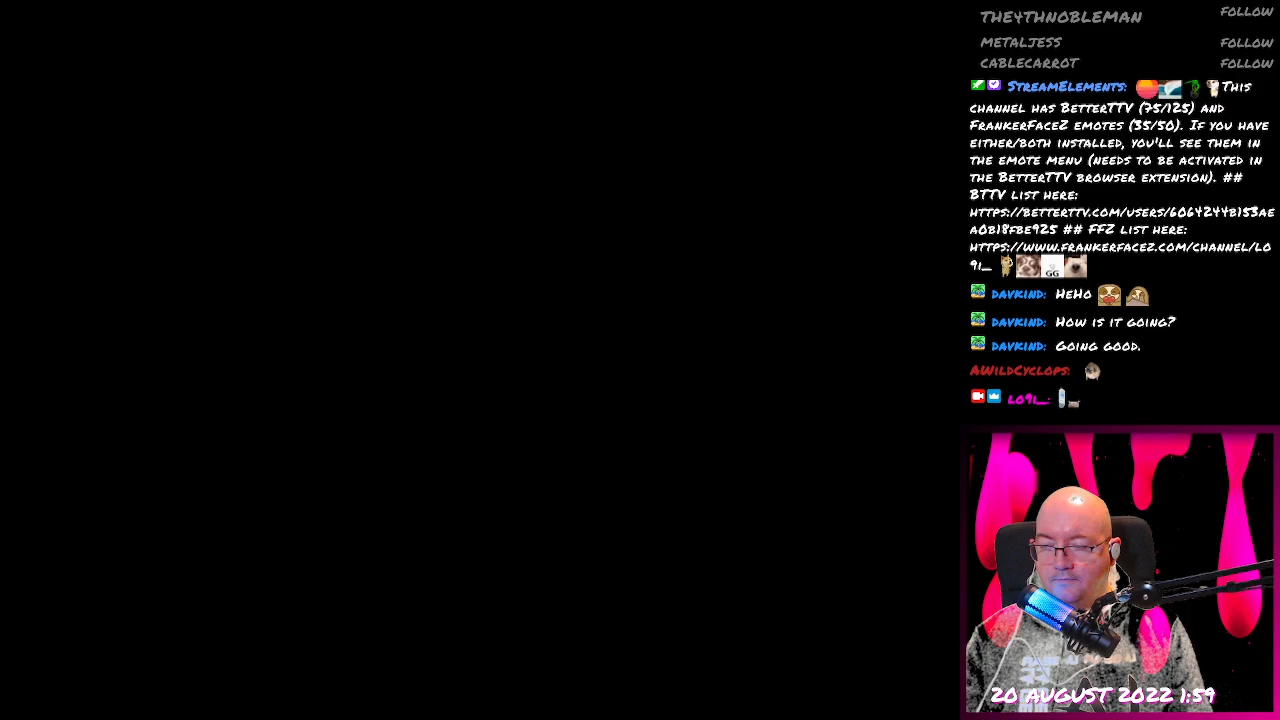 THE4THNOBLEMAN FOLLOW
METALJESS FOLLOW
CABLECARROT FOLLOW
StreamElements: This
channel has BetterTTV (75/125) and
FrankerFaceZ emotes (35/50). If you have
either/both installed, you'll see them in
the emote menu (needs to be activated in
the BetterTTV browser extension). ##
BTTV list here:
https://betterttv.com/users/6064244b153ae
a0b18fbe925 ## FFZ list here:
https://www.frankerfacez.com/channel/lo
91_ GG
davkind: HeHo
davkind: How is it going?
davkind: Going good.
AWildCyclops:
lo91_:
20 AUGUST 2022 1:59